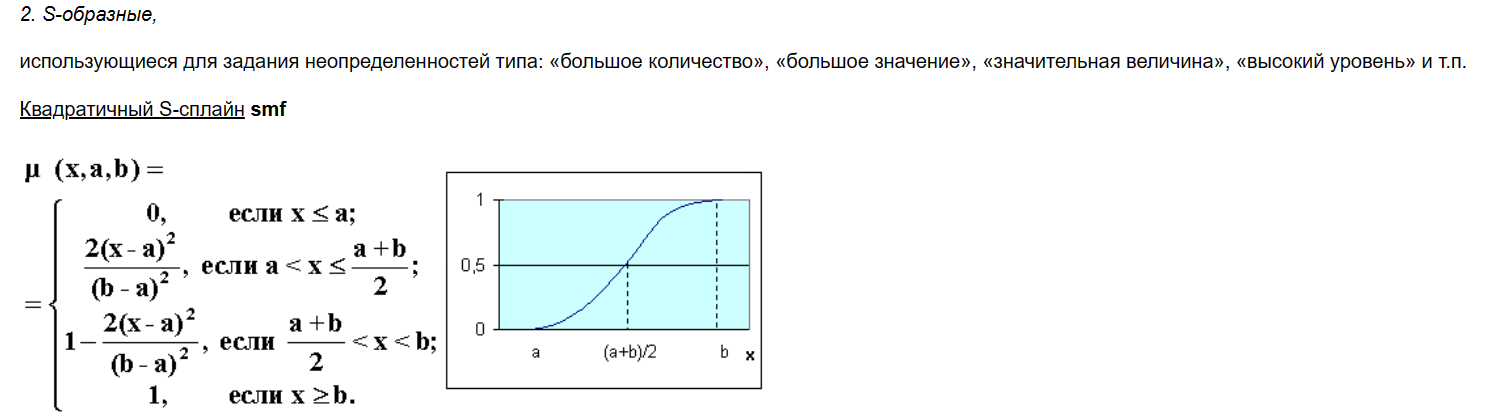 2. S-образные,
использующиеся для задания неопределенностей типа: «большое количество», «большое значение», «значительная величина», «высокий уровень» и т.п.
Квадратичный S-сплайн smf
μ (x,a,b) =
= { 0, если x ≤ a;
2(x - a)² / (b - a)², если a < x ≤ (a + b) / 2;
1 − 2(x - a)² / (b - a)², если (a + b) / 2 < x < b;
1, если x ≥ b.
1
0,5
0
a (a+b)/2 b x